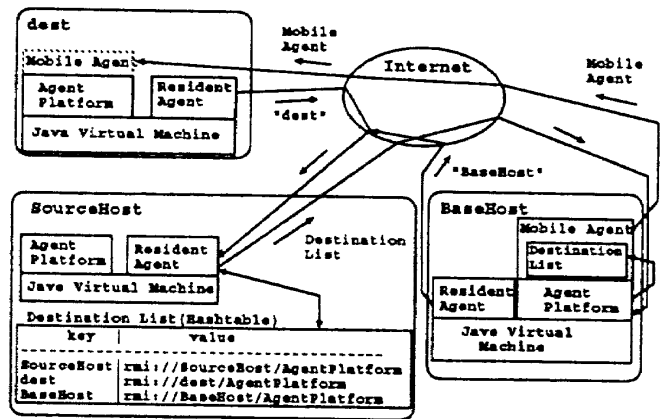 dest
Mobile Agent
Agent
Platform
Resident
Agent
Java Virtual Machine
Mobile
Agent
"dest"
Internet
Mobile
Agent
"BaseHost"
SourceHost
Agent
Platform
Resident
Agent
Java Virtual Machine
Destination
List
Destination List(Hashtable)
key value
SourceHost rmi://SourceHost/AgentPlatform
dest rmi://dest/AgentPlatform
BaseHost rmi://BaseHost/AgentPlatform
BaseHost
Mobile Agent
Destination
List
Resident
Agent
Agent
Platform
Java Virtual
Machine